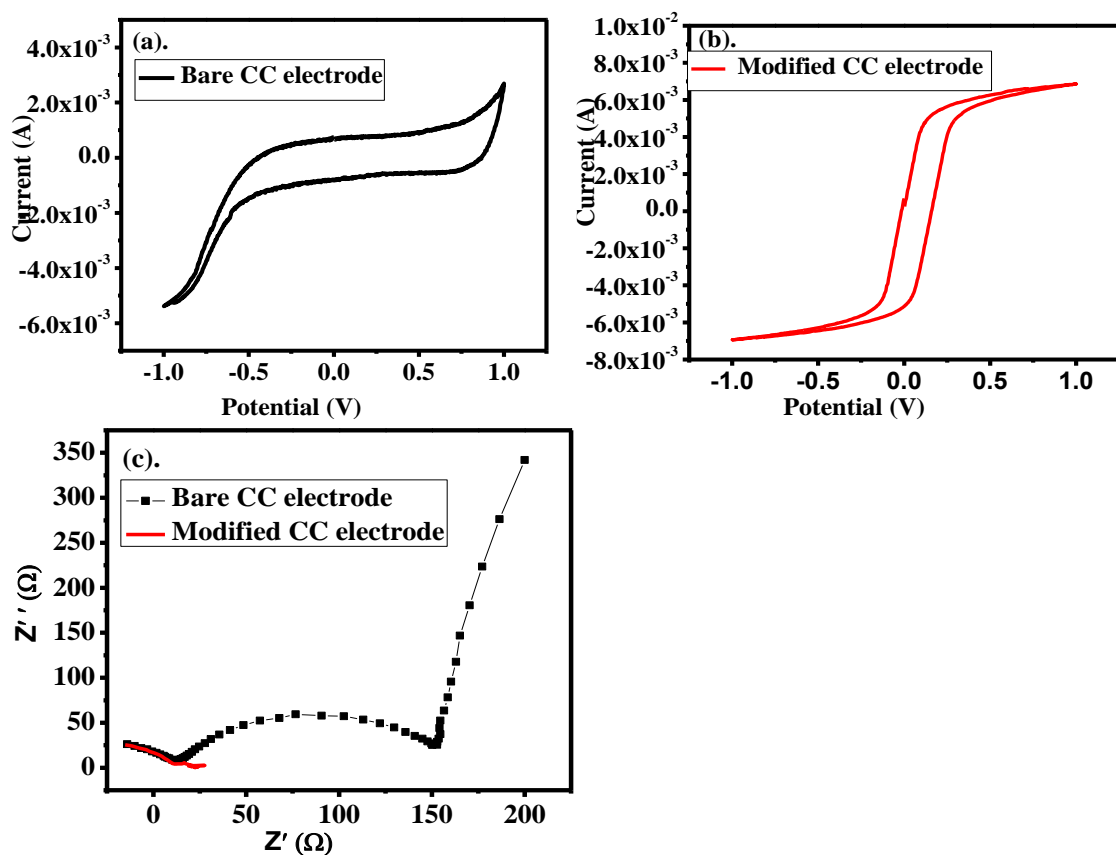 (a).
Bare CC electrode
4.0x10⁻³
2.0x10⁻³
0.0
-2.0x10⁻³
-4.0x10⁻³
-6.0x10⁻³
Current (A)
-1.0 -0.5 0.0 0.5 1.0
Potential (V)
(b).
Modified CC electrode
1.0x10⁻²
8.0x10⁻³
6.0x10⁻³
4.0x10⁻³
2.0x10⁻³
0.0
-2.0x10⁻³
-4.0x10⁻³
-6.0x10⁻³
-8.0x10⁻³
Current (A)
-1.0 -0.5 0.0 0.5 1.0
Potential (V)
(c).
Bare CC electrode
Modified CC electrode
350
300
250
200
150
100
50
0
Z′′ (Ω)
0 50 100 150 200
Z′ (Ω)